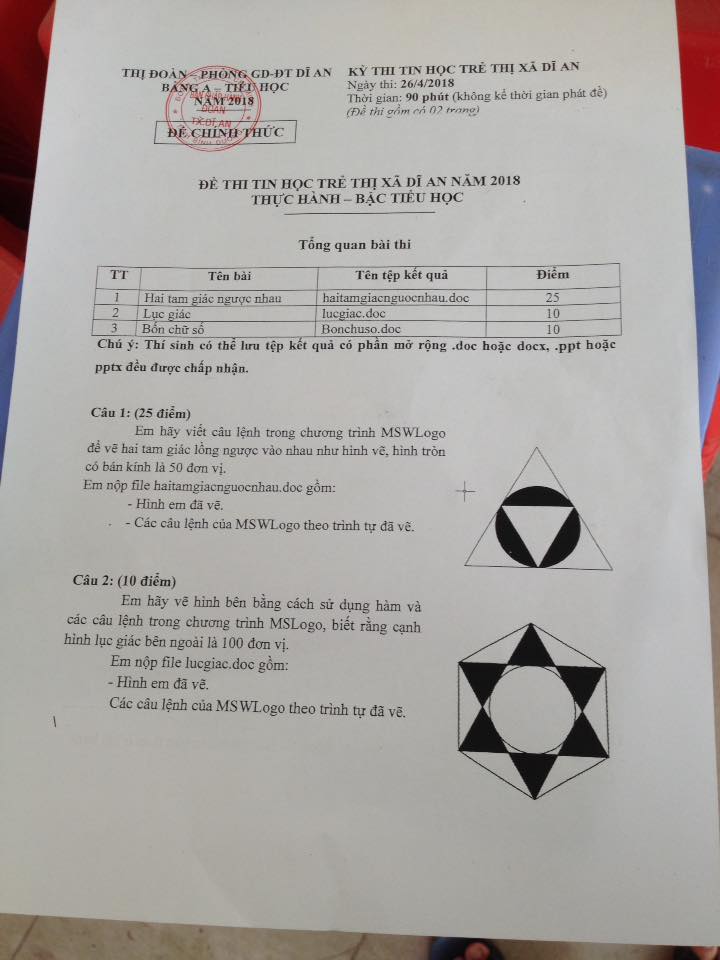 THỊ ĐOÀN – PHÒNG GD-ĐT DĨ AN
BẢNG A – TIỂU HỌC
NĂM 2018
ĐỀ CHÍNH THỨC
KỲ THI TIN HỌC TRẺ THỊ XÃ DĨ AN
Ngày thi: 26/4/2018
Thời gian: 90 phút (không kể thời gian phát đề)
(Đề thi gồm có 02 trang)
ĐỀ THI TIN HỌC TRẺ THỊ XÃ DĨ AN NĂM 2018
THỰC HÀNH – BẬC TIỂU HỌC
Tổng quan bài thi
TT Tên bài Tên tệp kết quả Điểm
1 Hai tam giác ngược nhau haitamgiacnguocnhau.doc 25
2 Lục giác lucgiac.doc 10
3 Bốn chữ số Bonchuso.doc 10
Chú ý: Thí sinh có thể lưu tệp kết quả có phần mở rộng .doc hoặc docx, .ppt hoặc
pptx đều được chấp nhận.
Câu 1: (25 điểm)
Em hãy viết câu lệnh trong chương trình MSWLogo
để vẽ hai tam giác lồng ngược vào nhau như hình vẽ, hình tròn
có bán kính là 50 đơn vị.
Em nộp file haitamgiacnguocnhau.doc gồm:
- Hình em đã vẽ.
- Các câu lệnh của MSWLogo theo trình tự đã vẽ.
Câu 2: (10 điểm)
Em hãy vẽ hình bên bằng cách sử dụng hàm và
các câu lệnh trong chương trình MSLogo, biết rằng cạnh
hình lục giác bên ngoài là 100 đơn vị.
Em nộp file lucgiac.doc gồm:
- Hình em đã vẽ.
Các câu lệnh của MSWLogo theo trình tự đã vẽ.